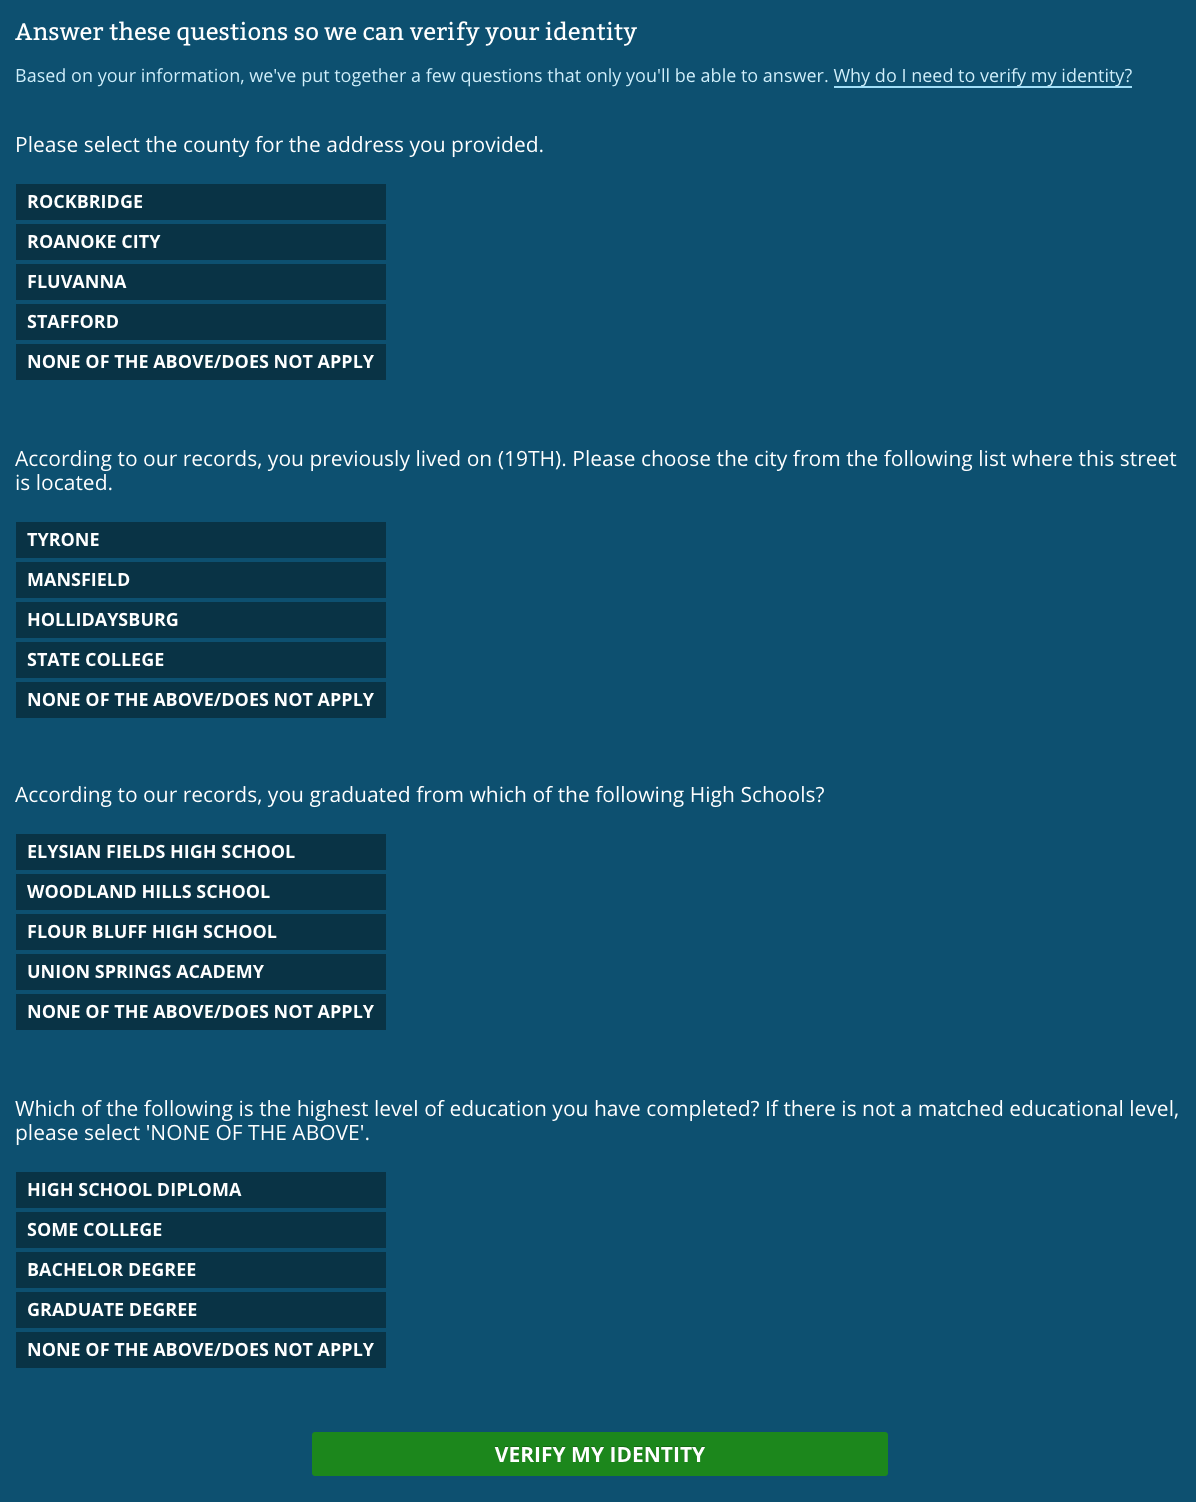 Answer these questions so we can verify your identity
Based on your information, we've put together a few questions that only you'll be able to answer. Why do I need to verify my identity?
Please select the county for the address you provided.
ROCKBRIDGE
ROANOKE CITY
FLUVANNA
STAFFORD
NONE OF THE ABOVE/DOES NOT APPLY
According to our records, you previously lived on (19TH). Please choose the city from the following list where this street
is located.
TYRONE
MANSFIELD
HOLLIDAYSBURG
STATE COLLEGE
NONE OF THE ABOVE/DOES NOT APPLY
According to our records, you graduated from which of the following High Schools?
ELYSIAN FIELDS HIGH SCHOOL
WOODLAND HILLS SCHOOL
FLOUR BLUFF HIGH SCHOOL
UNION SPRINGS ACADEMY
NONE OF THE ABOVE/DOES NOT APPLY
Which of the following is the highest level of education you have completed? If there is not a matched educational level,
please select 'NONE OF THE ABOVE'.
HIGH SCHOOL DIPLOMA
SOME COLLEGE
BACHELOR DEGREE
GRADUATE DEGREE
NONE OF THE ABOVE/DOES NOT APPLY
VERIFY MY IDENTITY